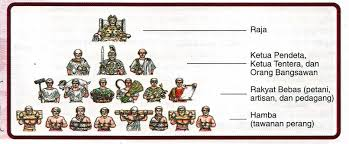 Raja
Ketua Pendeta,
Ketua Tentera, dan
Orang Bangsawan
Rakyat Bebas (petani,
artisan, dan pedagang)
Hamba
(tawanan perang)